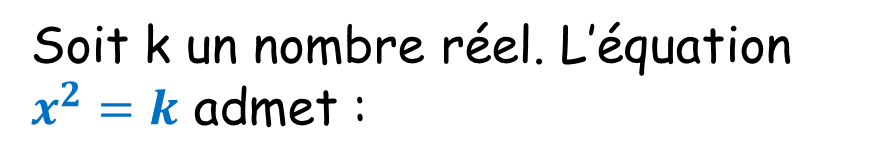 Soit k un nombre réel. L'équation
x² = k admet :